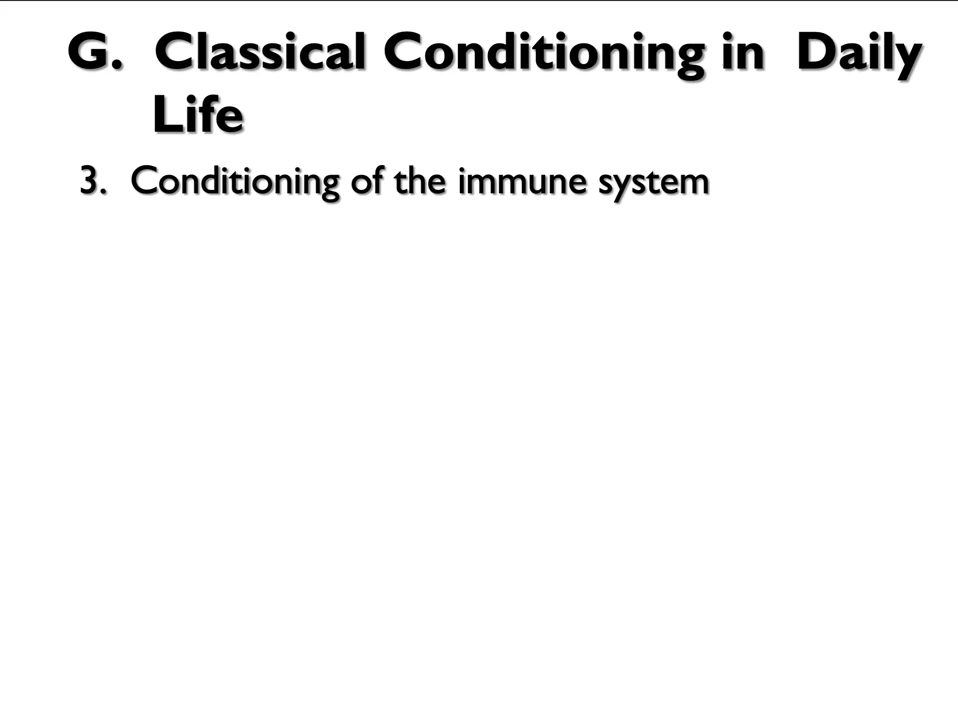 G. Classical Conditioning in Daily
Life
3. Conditioning of the immune system